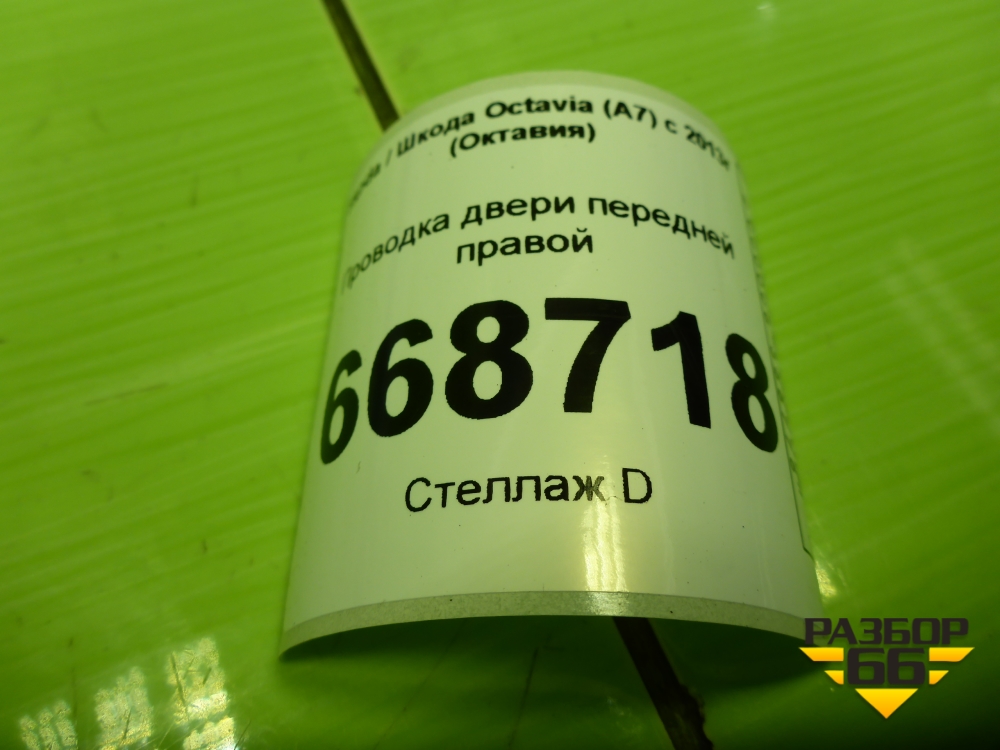 / Шкода Octavia (A7) с 2013г
(Октавия)
Проводка двери передней
правой
668718
Стеллаж D
РАЗБОР
66